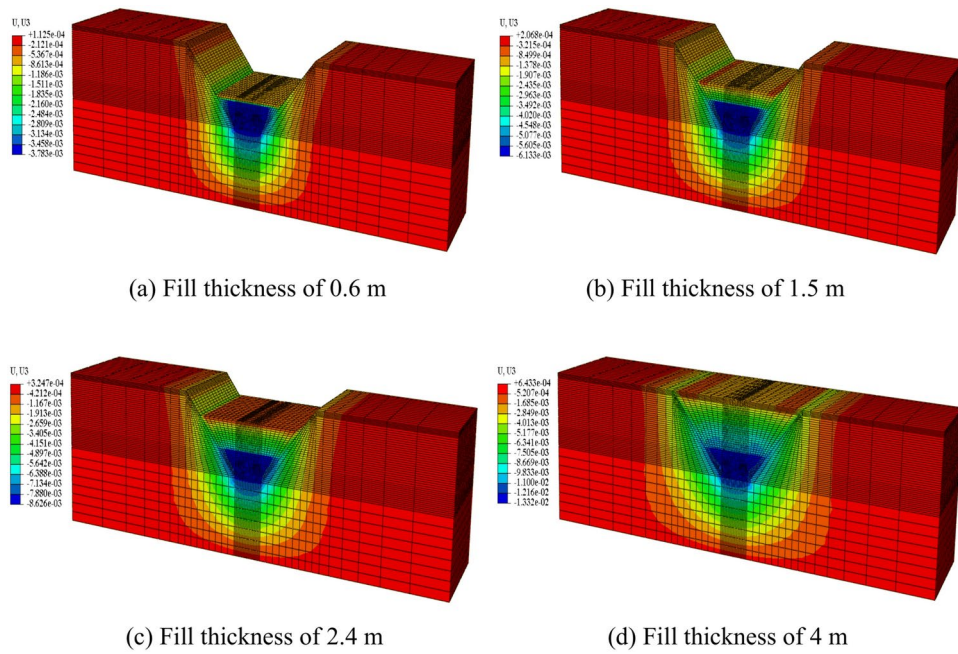 U, U3
+1.125e-04
-2.121e-04
-5.367e-04
-8.613e-04
-1.186e-03
-1.511e-03
-1.835e-03
-2.160e-03
-2.484e-03
-2.809e-03
-3.134e-03
-3.458e-03
-3.783e-03
(a) Fill thickness of 0.6 m
U, U3
+2.068e-04
-3.215e-04
-8.499e-04
-1.378e-03
-1.907e-03
-2.435e-03
-2.963e-03
-3.492e-03
-4.020e-03
-4.548e-03
-5.077e-03
-5.605e-03
-6.133e-03
(b) Fill thickness of 1.5 m
U, U3
+3.247e-04
-4.212e-04
-1.167e-03
-1.913e-03
-2.659e-03
-3.405e-03
-4.151e-03
-4.897e-03
-5.642e-03
-6.388e-03
-7.134e-03
-7.880e-03
-8.626e-03
(c) Fill thickness of 2.4 m
U, U3
+6.433e-04
-5.207e-04
-1.685e-03
-2.849e-03
-4.013e-03
-5.177e-03
-6.341e-03
-7.505e-03
-8.669e-03
-9.833e-03
-1.100e-02
-1.216e-02
-1.332e-02
(d) Fill thickness of 4 m